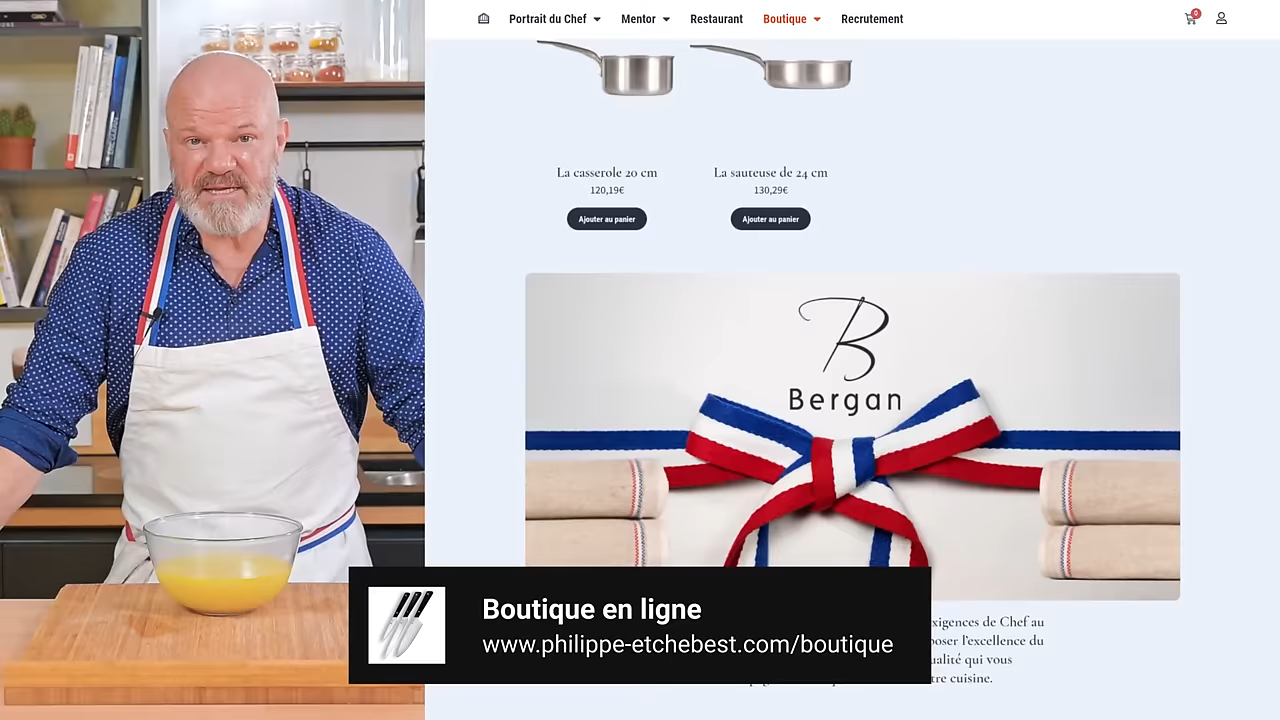 Portrait du Chef
Mentor
Restaurant
Boutique
Recrutement
0
La casserole 20 cm
120,19€
Ajouter au panier
La sauteuse de 24 cm
130,29€
Ajouter au panier
B
Bergan
Boutique en ligne
www.philippe-etchebest.com/boutique
exigences de Chef au
poser l'excellence du
ualité qui vous
tre cuisine.